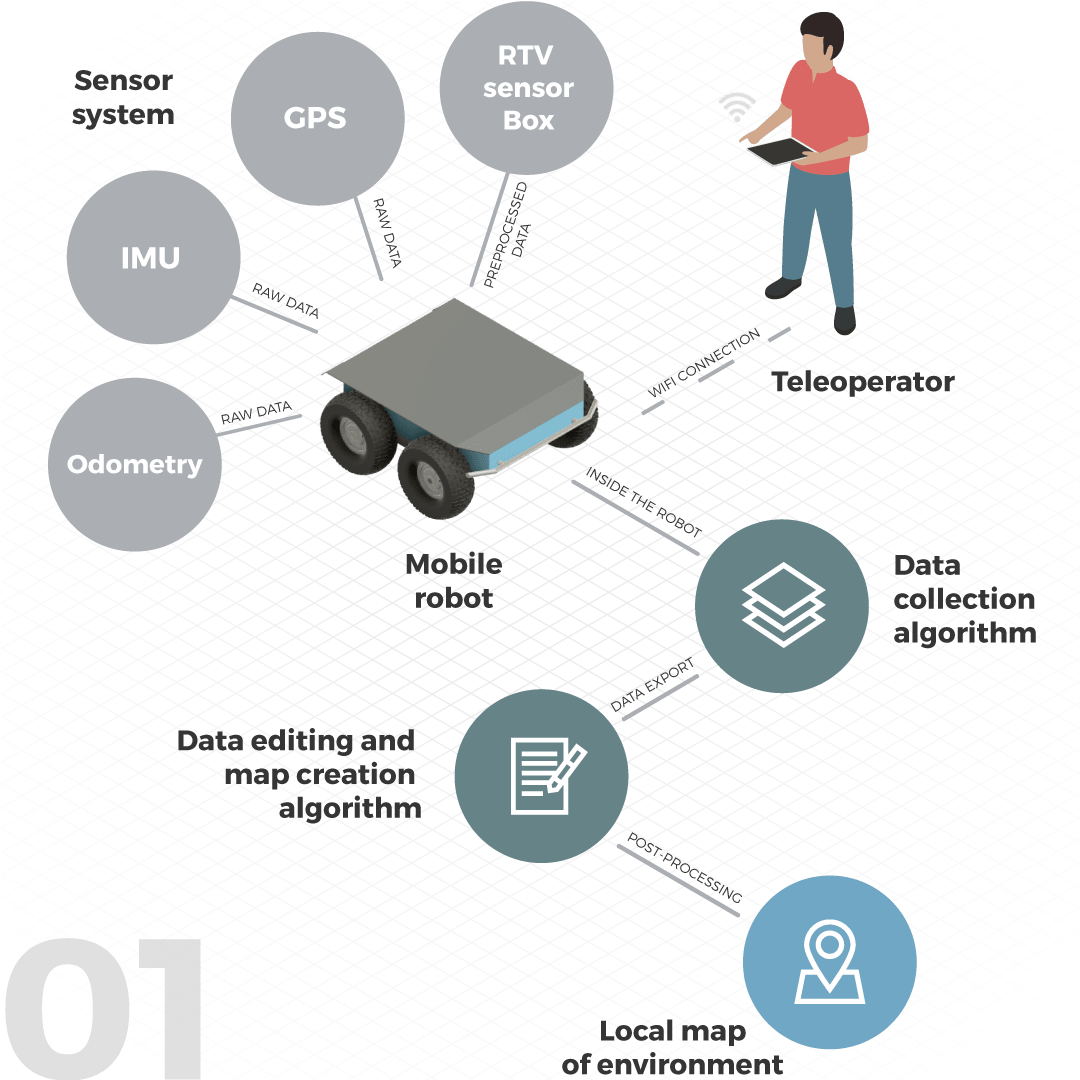 Sensor
system
GPS
RTV
sensor
Box
IMU
Odometry
RAW DATA
RAW DATA
RAW DATA
PREPROCESSED
DATA
WIFI CONNECTION
Teleoperator
Mobile
robot
INSIDE THE ROBOT
Data
collection
algorithm
DATA EXPORT
Data editing and
map creation
algorithm
POST-PROCESSING
Local map
of environment
01